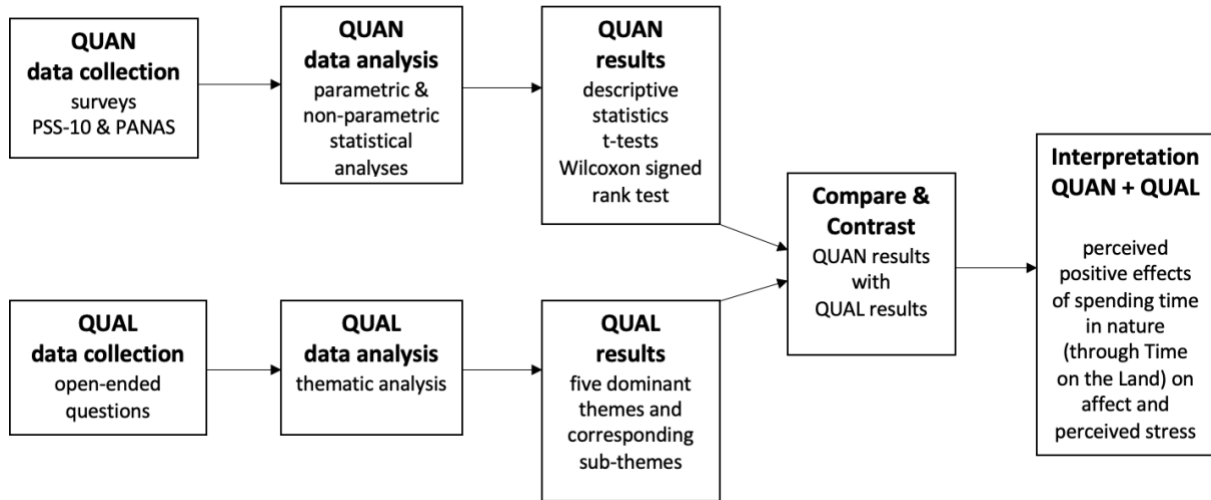 QUAN
data collection
surveys
PSS-10 & PANAS
QUAN
data analysis
parametric &
non-parametric
statistical
analyses
QUAN
results
descriptive
statistics
t-tests
Wilcoxon signed
rank test
QUAL
data collection
open-ended
questions
QUAL
data analysis
thematic analysis
QUAL
results
five dominant
themes and
corresponding
sub-themes
Compare &
Contrast
QUAN results
with
QUAL results
Interpretation
QUAN + QUAL
perceived
positive effects
of spending time
in nature
(through Time
on the Land) on
affect and
perceived stress